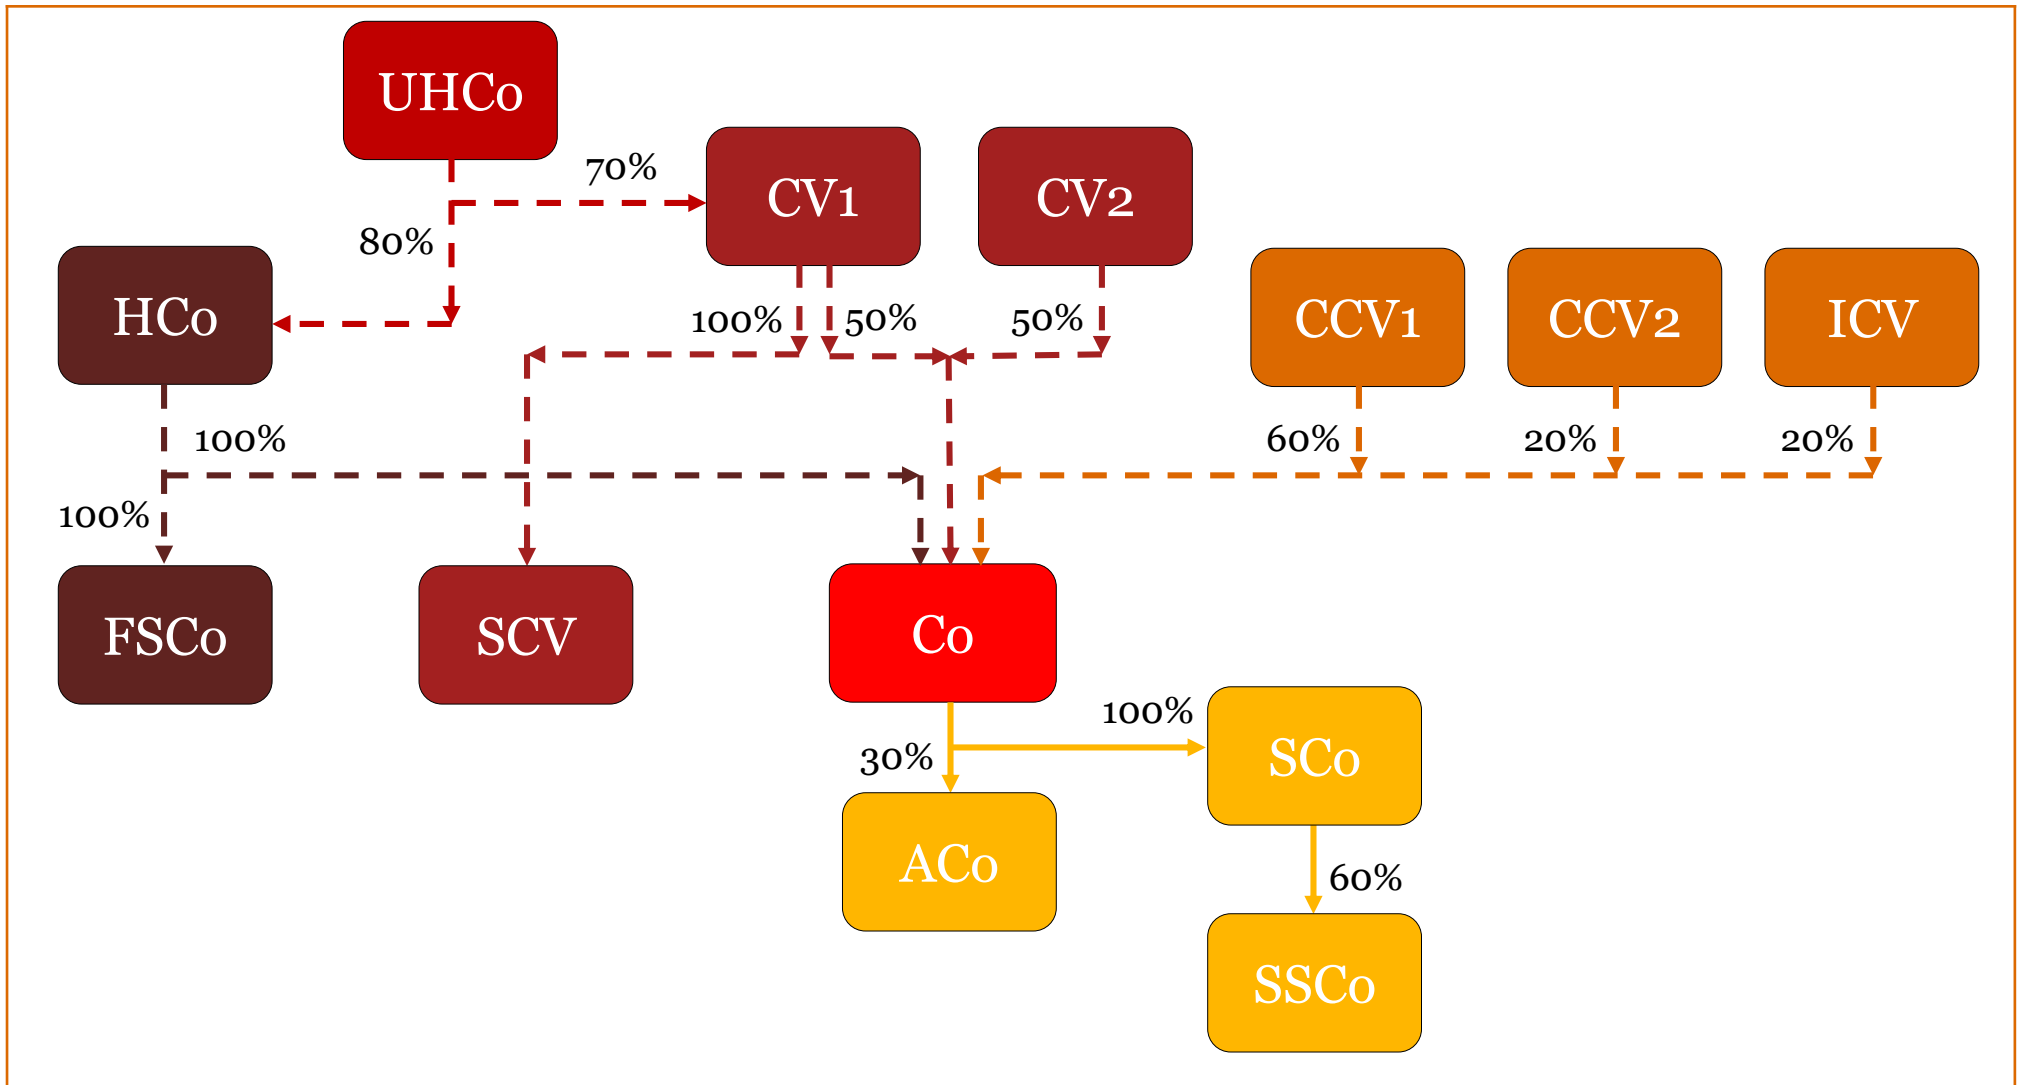 UHCo
70%
CV1
CV2
80%
HCo
100%
50%
50%
CCV1
CCV2
ICV
100%
60%
20%
20%
100%
FSCo
SCV
Co
100%
30%
SCo
ACo
60%
SSCo